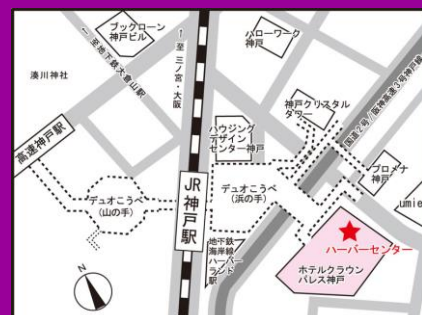 ブックローン
神戸ビル
↑至地下鉄大倉山駅
↑至三ノ宮・大阪
ハローワーク
神戸
湊川神社
高速神戸駅
神戸クリスタル
タワー
国道2号/阪神高速3号神戸線
ハウジング
デザイン
センター神戸
プロメナ
神戸
umie
デュオこうべ
(山の手)
JR神戸駅
デュオこうべ
(浜の手)
地下鉄
海岸線
ハーバー
ランド
駅
ハーバーセンター
ホテルクラウン
パレス神戸
N